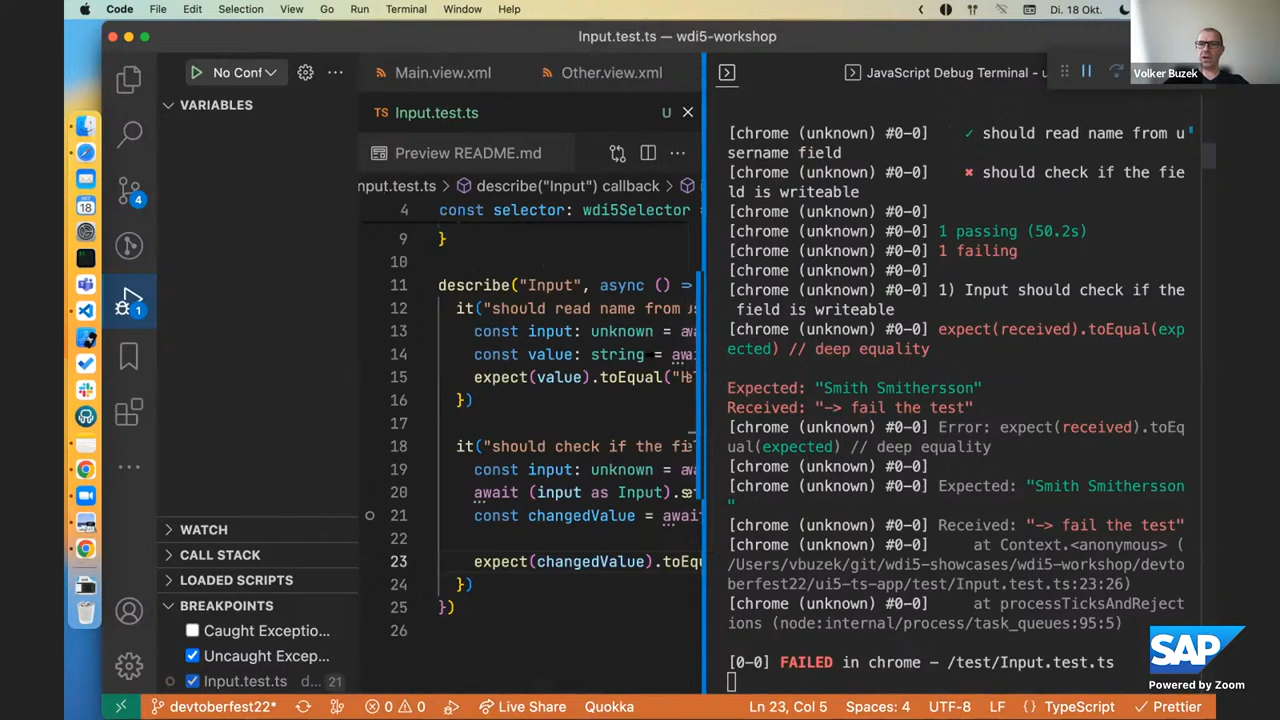 Code File Edit Selection View Go Run Terminal Window Help Di. 18 Okt.
Input.test.ts — wdi5-workshop
Volker Buzek
No Conf
Main.view.xml
Other.view.xml
JavaScript Debug Terminal - u
VARIABLES
TS Input.test.ts U
Preview README.md
nput.test.ts > describe("Input") callback >
4 const selector: wdi5Selector =
9 }
10
11 describe("Input", async () =>
12 it("should read name from us
13 const input: unknown = awa
14 const value: string = awai
15 expect(value).toEqual("H
16 })
17
18 it("should check if the fi
19 const input: unknown = awa
20 await (input as Input).se
21 const changedValue = await
22
23 expect(changedValue).toEqu
24 })
25 })
26
[chrome (unknown) #0-0] ✓ should read name from u
sername field
[chrome (unknown) #0-0] ✖ should check if the fie
ld is writeable
[chrome (unknown) #0-0]
[chrome (unknown) #0-0] 1 passing (50.2s)
[chrome (unknown) #0-0] 1 failing
[chrome (unknown) #0-0]
[chrome (unknown) #0-0] 1) Input should check if the
field is writeable
[chrome (unknown) #0-0] expect(received).toEqual(exp
ected) // deep equality
Expected: "Smith Smithersson"
Received: "-> fail the test"
[chrome (unknown) #0-0] Error: expect(received).toEq
ual(expected) // deep equality
[chrome (unknown) #0-0]
[chrome (unknown) #0-0] Expected: "Smith Smithersson
"
[chrome (unknown) #0-0] Received: "-> fail the test"
[chrome (unknown) #0-0] at Context.<anonymous> (
/Users/vbuzek/git/wdi5-showcases/wdi5-workshop/devto
berfest22/ui5-ts-app/test/Input.test.ts:23:26)
[chrome (unknown) #0-0] at processTicksAndReject
ions (node:internal/process/task_queues:95:5)
[0-0] FAILED in chrome - /test/Input.test.ts
OCT
18
4
1
WATCH
CALL STACK
LOADED SCRIPTS
BREAKPOINTS
Caught Exceptio...
Uncaught Excep...
Input.test.ts d... 21
SAP
Powered by Zoom
devtoberfest22* 0 0 Live Share Quokka Ln 23, Col 5 Spaces: 4 UTF-8 LF {} TypeScript Prettier